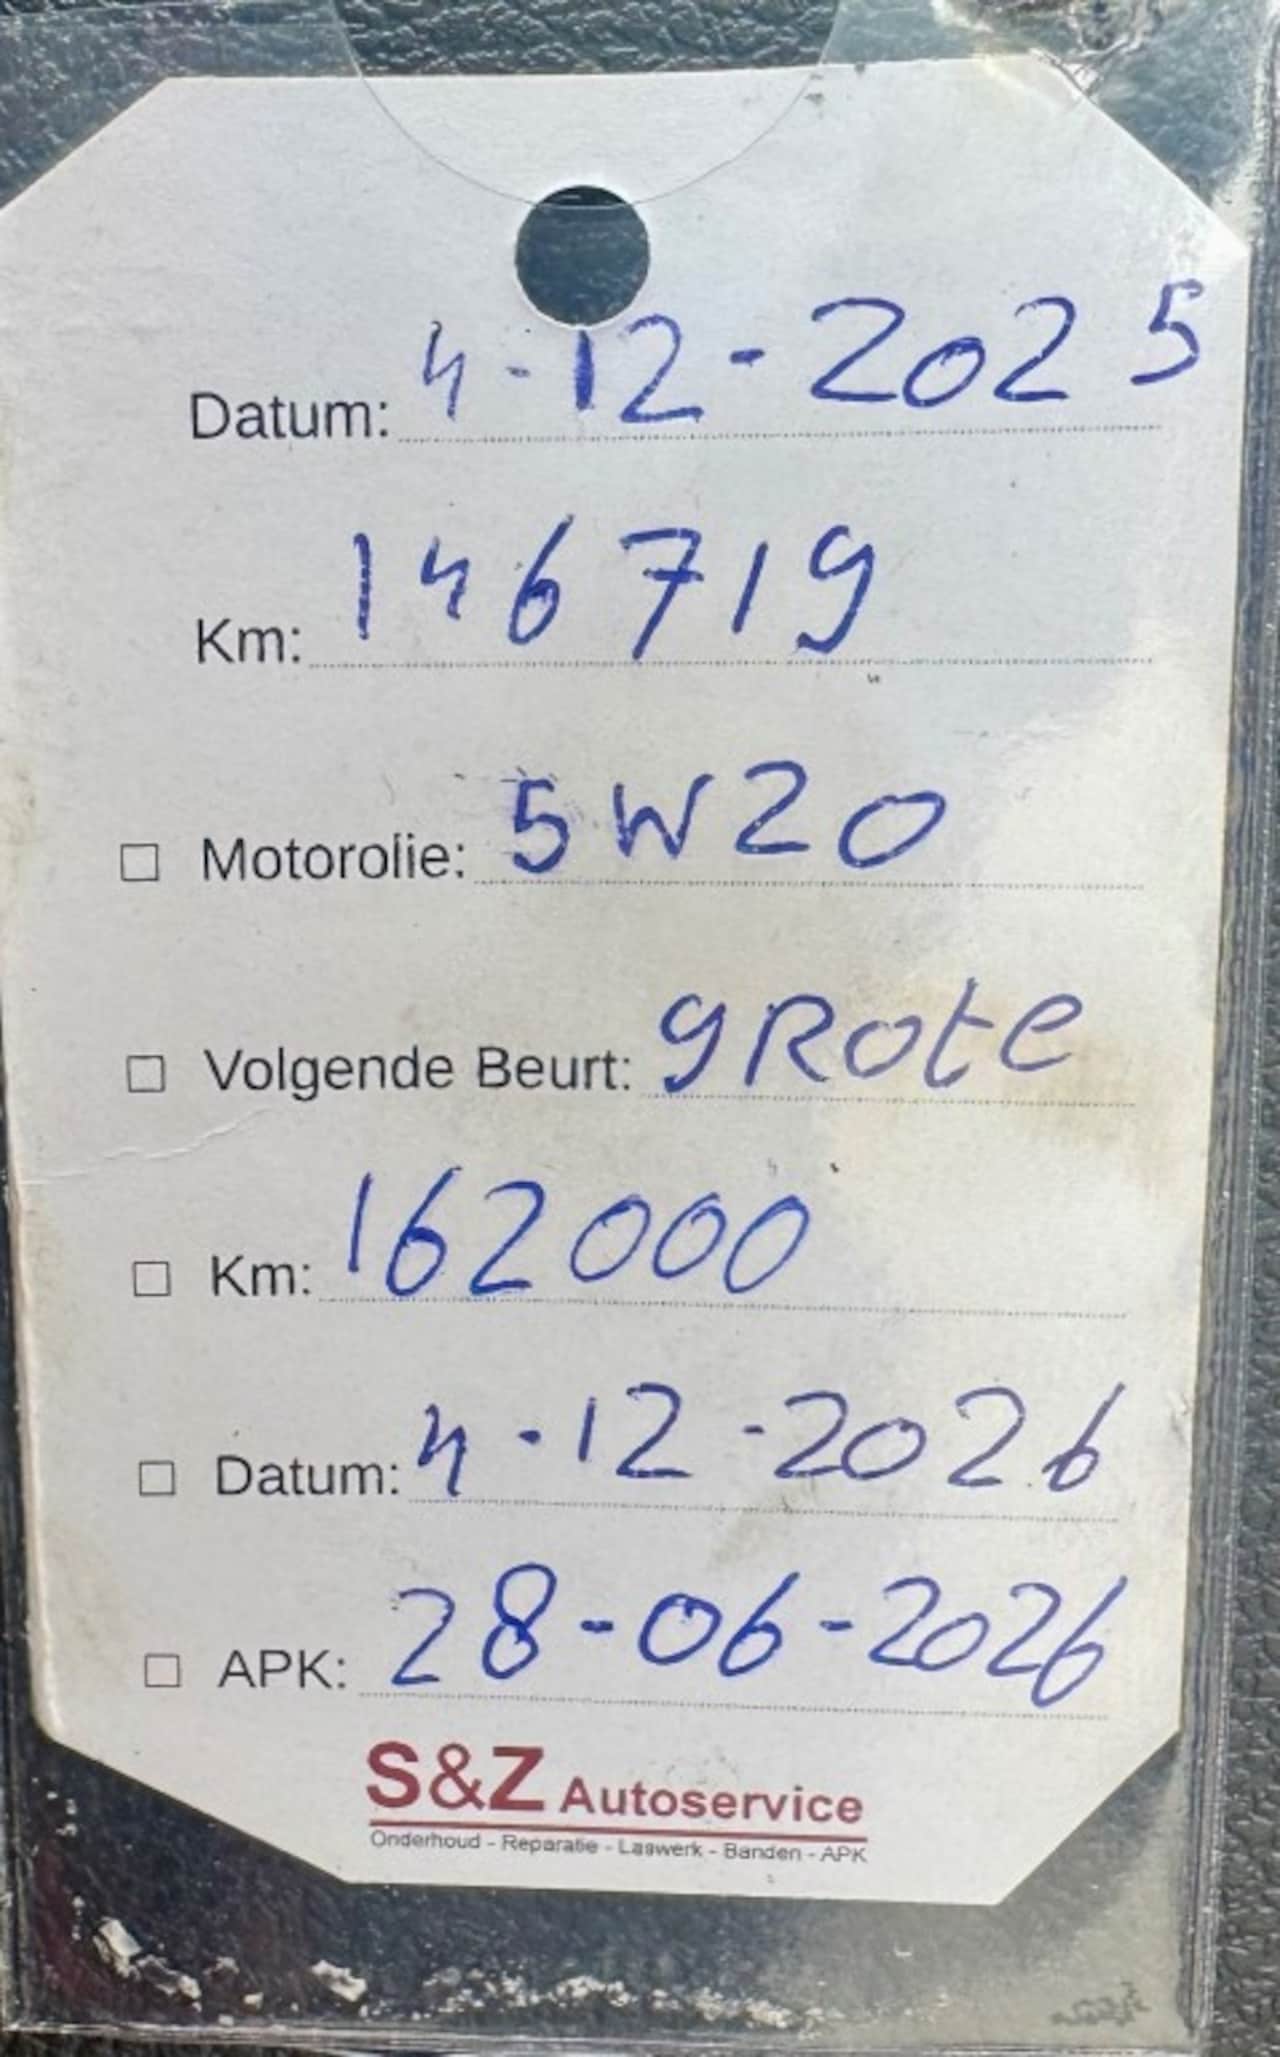 Datum: 4-12-2025
Km: 146719
Motorolie: 5W20
Volgende Beurt: gRote
Km: 162000
Datum: 4-12-2026
APK: 28-06-2026
S&Z Autoservice
Onderhoud - Reparatie - Laswerk - Banden - APK